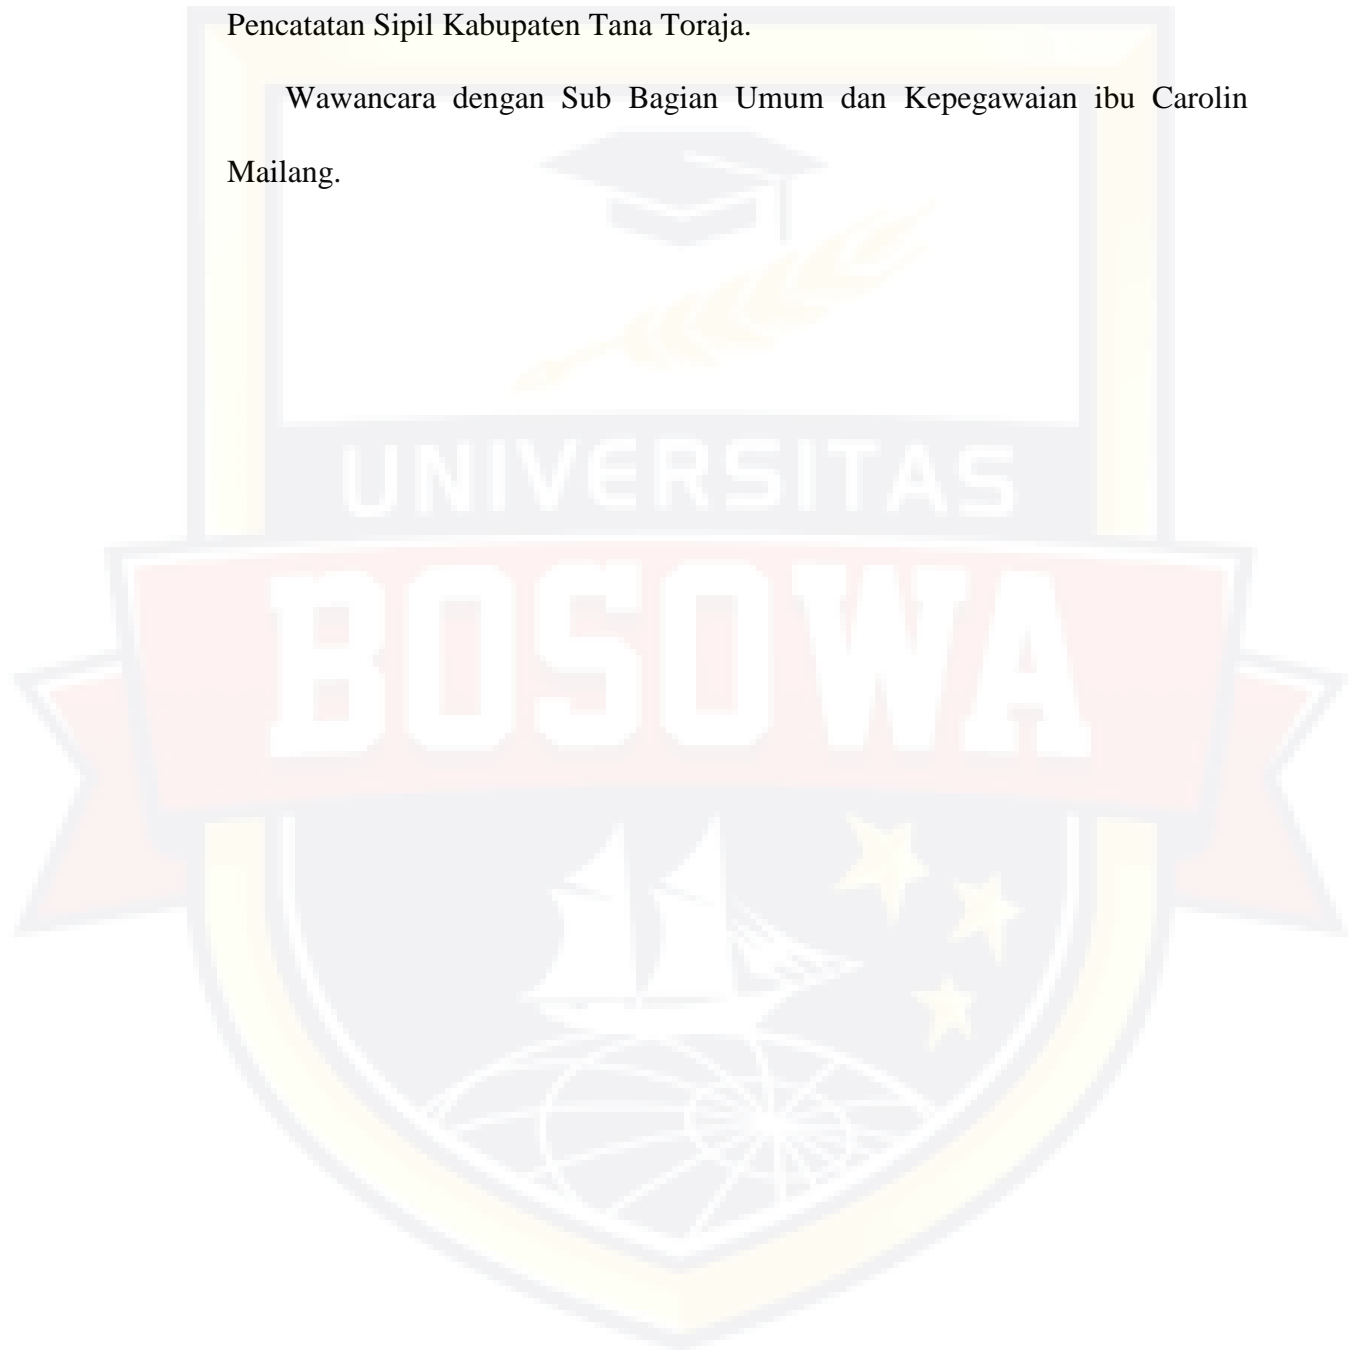 Pencatatan Sipil Kabupaten Tana Toraja.
Wawancara dengan Sub Bagian Umum dan Kepegawaian ibu Carolin
Mailang.
UNIVERSITAS
BOSOWA